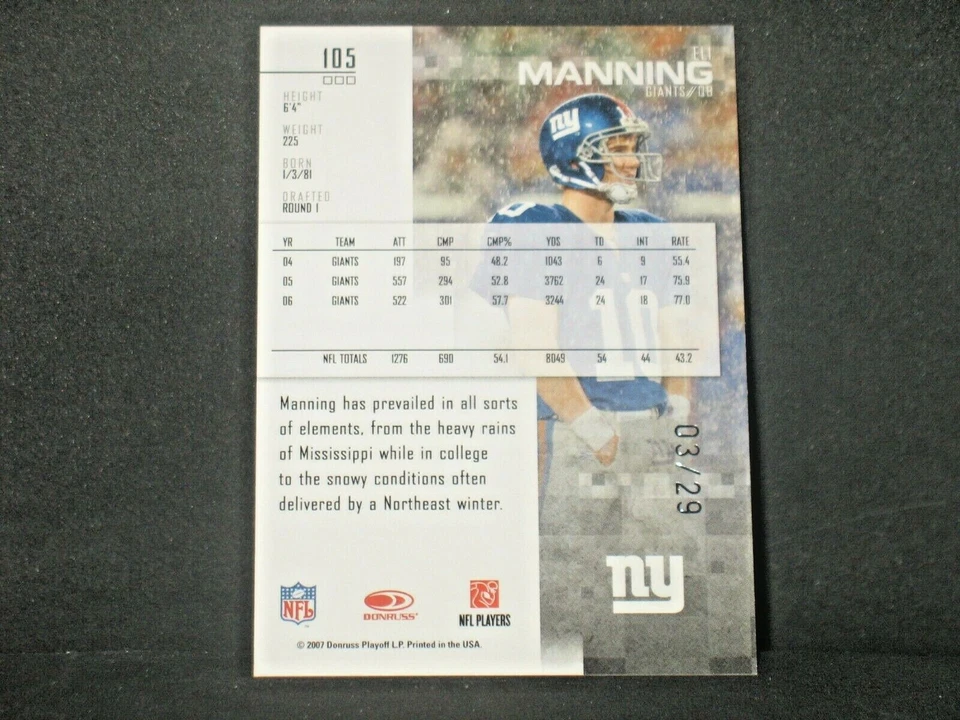 105
ELI
MANNING
GIANTS//QB
HEIGHT
6'4"
WEIGHT
225
BORN
1/3/81
DRAFTED
ROUND 1
ny
10
YR TEAM ATT CMP CMP% YDS TD INT RATE
04 GIANTS 197 95 48.2 1043 6 9 55.4
05 GIANTS 557 294 52.8 3762 24 17 75.9
06 GIANTS 522 301 57.7 3244 24 18 77.0
10
NFL TOTALS 1276 690 54.1 8049 54 44 43.2
Manning has prevailed in all sorts
of elements, from the heavy rains
of Mississippi while in college
to the snowy conditions often
delivered by a Northeast winter.
03/29
ny
NFL
DONRUSS
NFL PLAYERS
© 2007 Donruss Playoff L.P. Printed in the USA.